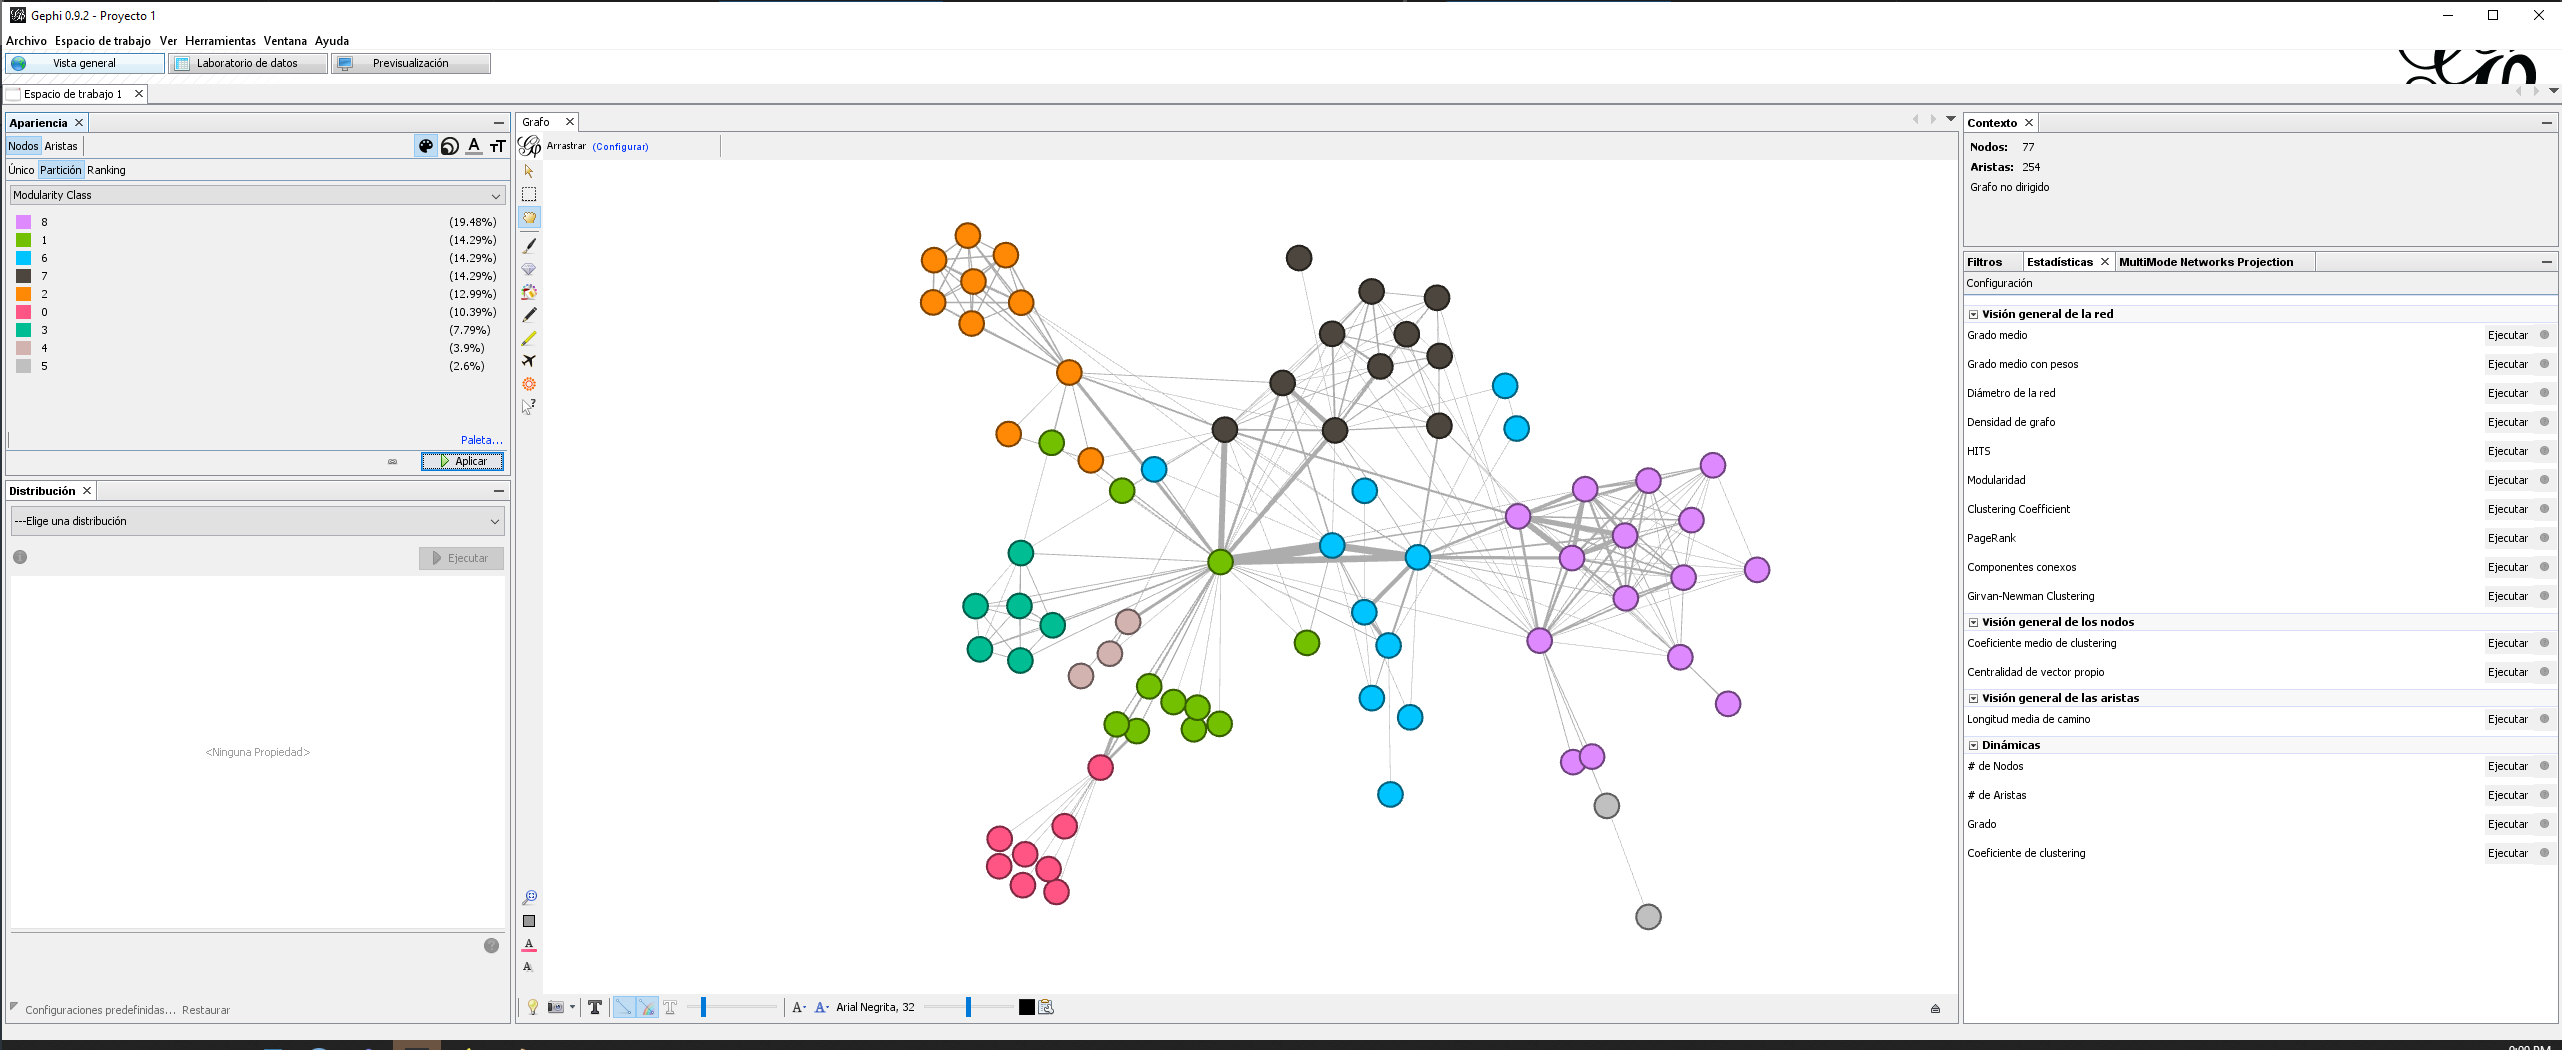 Gephi 0.9.2 - Proyecto 1
Archivo Espacio de trabajo Ver Herramientas Ventana Ayuda
Vista general Laboratorio de datos Previsualización
Espacio de trabajo 1
Apariencia
Nodos Aristas
Único Partición Ranking
Modularity Class
8 (19.48%)
1 (14.29%)
6 (14.29%)
7 (14.29%)
2 (12.99%)
0 (10.39%)
3 (7.79%)
4 (3.9%)
5 (2.6%)
Paleta...
Aplicar
Distribución
---Elige una distribución
Ejecutar
<Ninguna Propiedad>
Configuraciones predefinidas... Restaurar
Grafo
Arrastrar (Configurar)
Arial Negrita, 32
Contexto
Nodos: 77
Aristas: 254
Grafo no dirigido
Filtros Estadísticas MultiMode Networks Projection
Configuración
Visión general de la red
Grado medio Ejecutar
Grado medio con pesos Ejecutar
Diámetro de la red Ejecutar
Densidad de grafo Ejecutar
HITS Ejecutar
Modularidad Ejecutar
Clustering Coefficient Ejecutar
PageRank Ejecutar
Componentes conexos Ejecutar
Girvan-Newman Clustering Ejecutar
Visión general de los nodos
Coeficiente medio de clustering Ejecutar
Centralidad de vector propio Ejecutar
Visión general de las aristas
Longitud media de camino Ejecutar
Dinámicas
# de Nodos Ejecutar
# de Aristas Ejecutar
Grado Ejecutar
Coeficiente de clustering Ejecutar